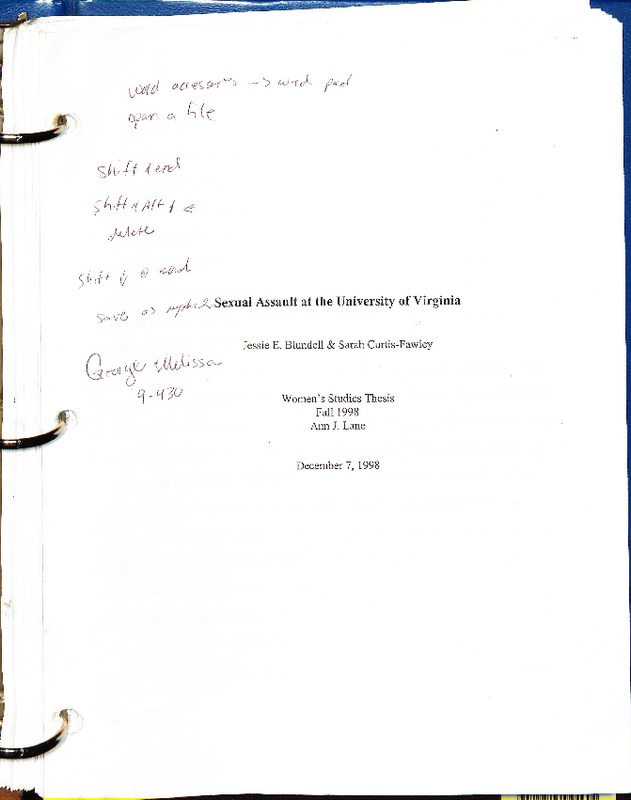 word → word pad
open a file
Shift & end
Shift & Alt & ←
delete
Shift ↓ @ end
save as
Sexual Assault at the University of Virginia
Jessie E. Blundell & Sarah Curtis-Fawley
George & Melissa
9-430
Women's Studies Thesis
Fall 1998
Ann J. Lane
December 7, 1998